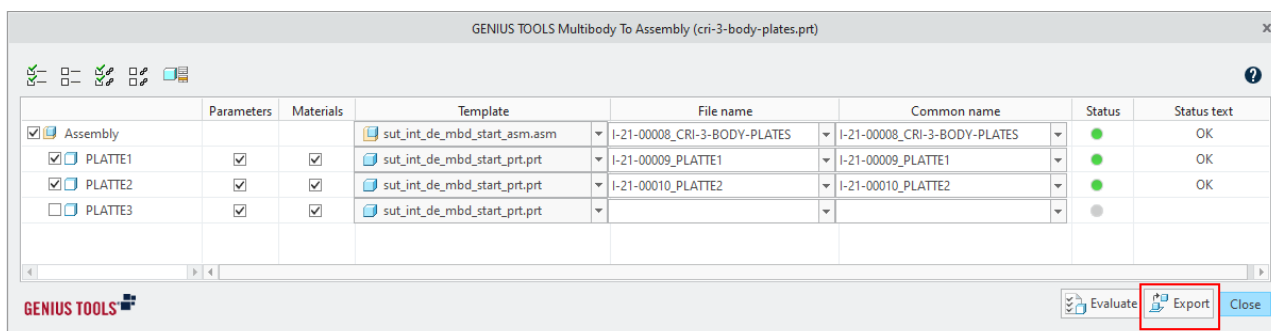 GENIUS TOOLS Multibody To Assembly (cri-3-body-plates.prt) x
?
Parameters Materials Template File name Common name Status Status text
Assembly sut_int_de_mbd_start_asm.asm I-21-00008_CRI-3-BODY-PLATES I-21-00008_CRI-3-BODY-PLATES OK
PLATTE1 sut_int_de_mbd_start_prt.prt I-21-00009_PLATTE1 I-21-00009_PLATTE1 OK
PLATTE2 sut_int_de_mbd_start_prt.prt I-21-00010_PLATTE2 I-21-00010_PLATTE2 OK
PLATTE3 sut_int_de_mbd_start_prt.prt
GENIUS TOOLS Evaluate Export Close